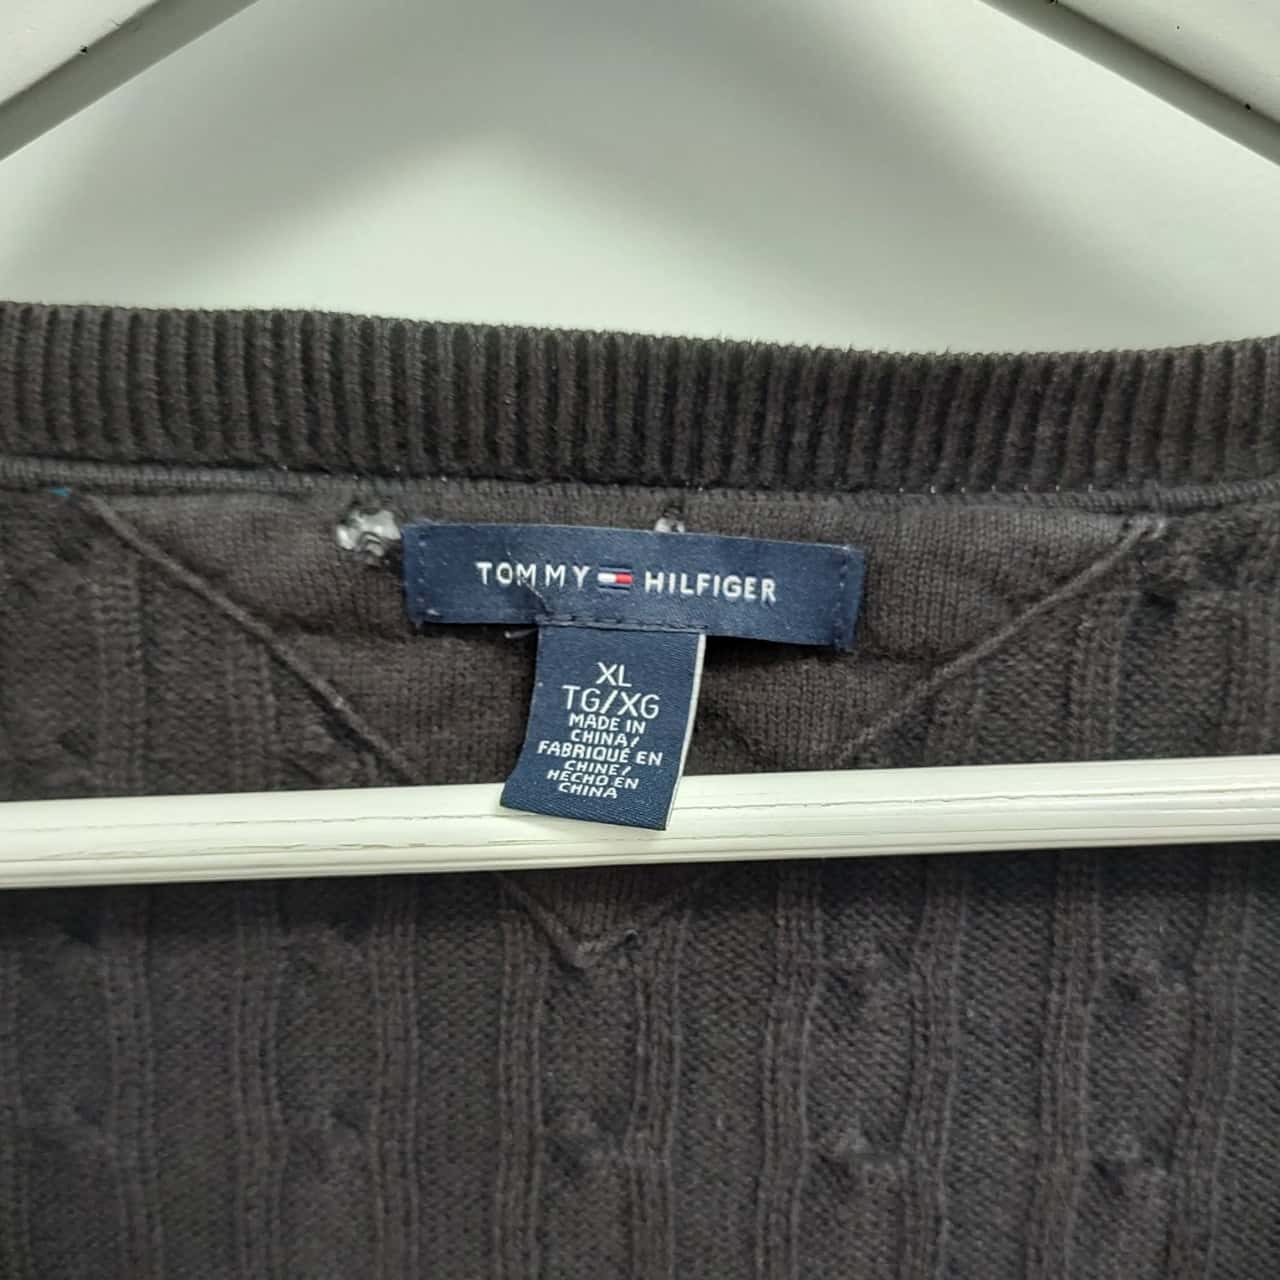 TOMMY HILFIGER
XL
TG/XG
MADE IN
CHINA/
FABRIQUÉ EN
CHINE/
HECHO EN
CHINA